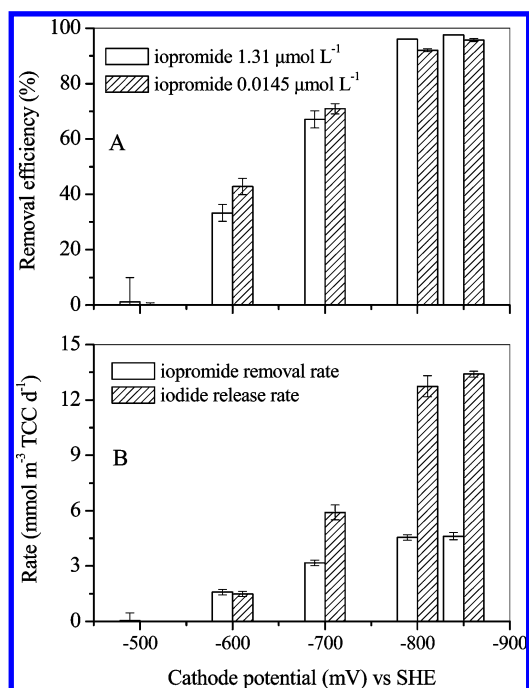 100
80
60
40
20
0
Removal efficiency (%)
iopromide 1.31 μmol L⁻¹
iopromide 0.0145 μmol L⁻¹
A
15
12
9
6
3
0
Rate (mmol m⁻³ TCC d⁻¹)
iopromide removal rate
iodide release rate
B
-500 -600 -700 -800 -900
Cathode potential (mV) vs SHE